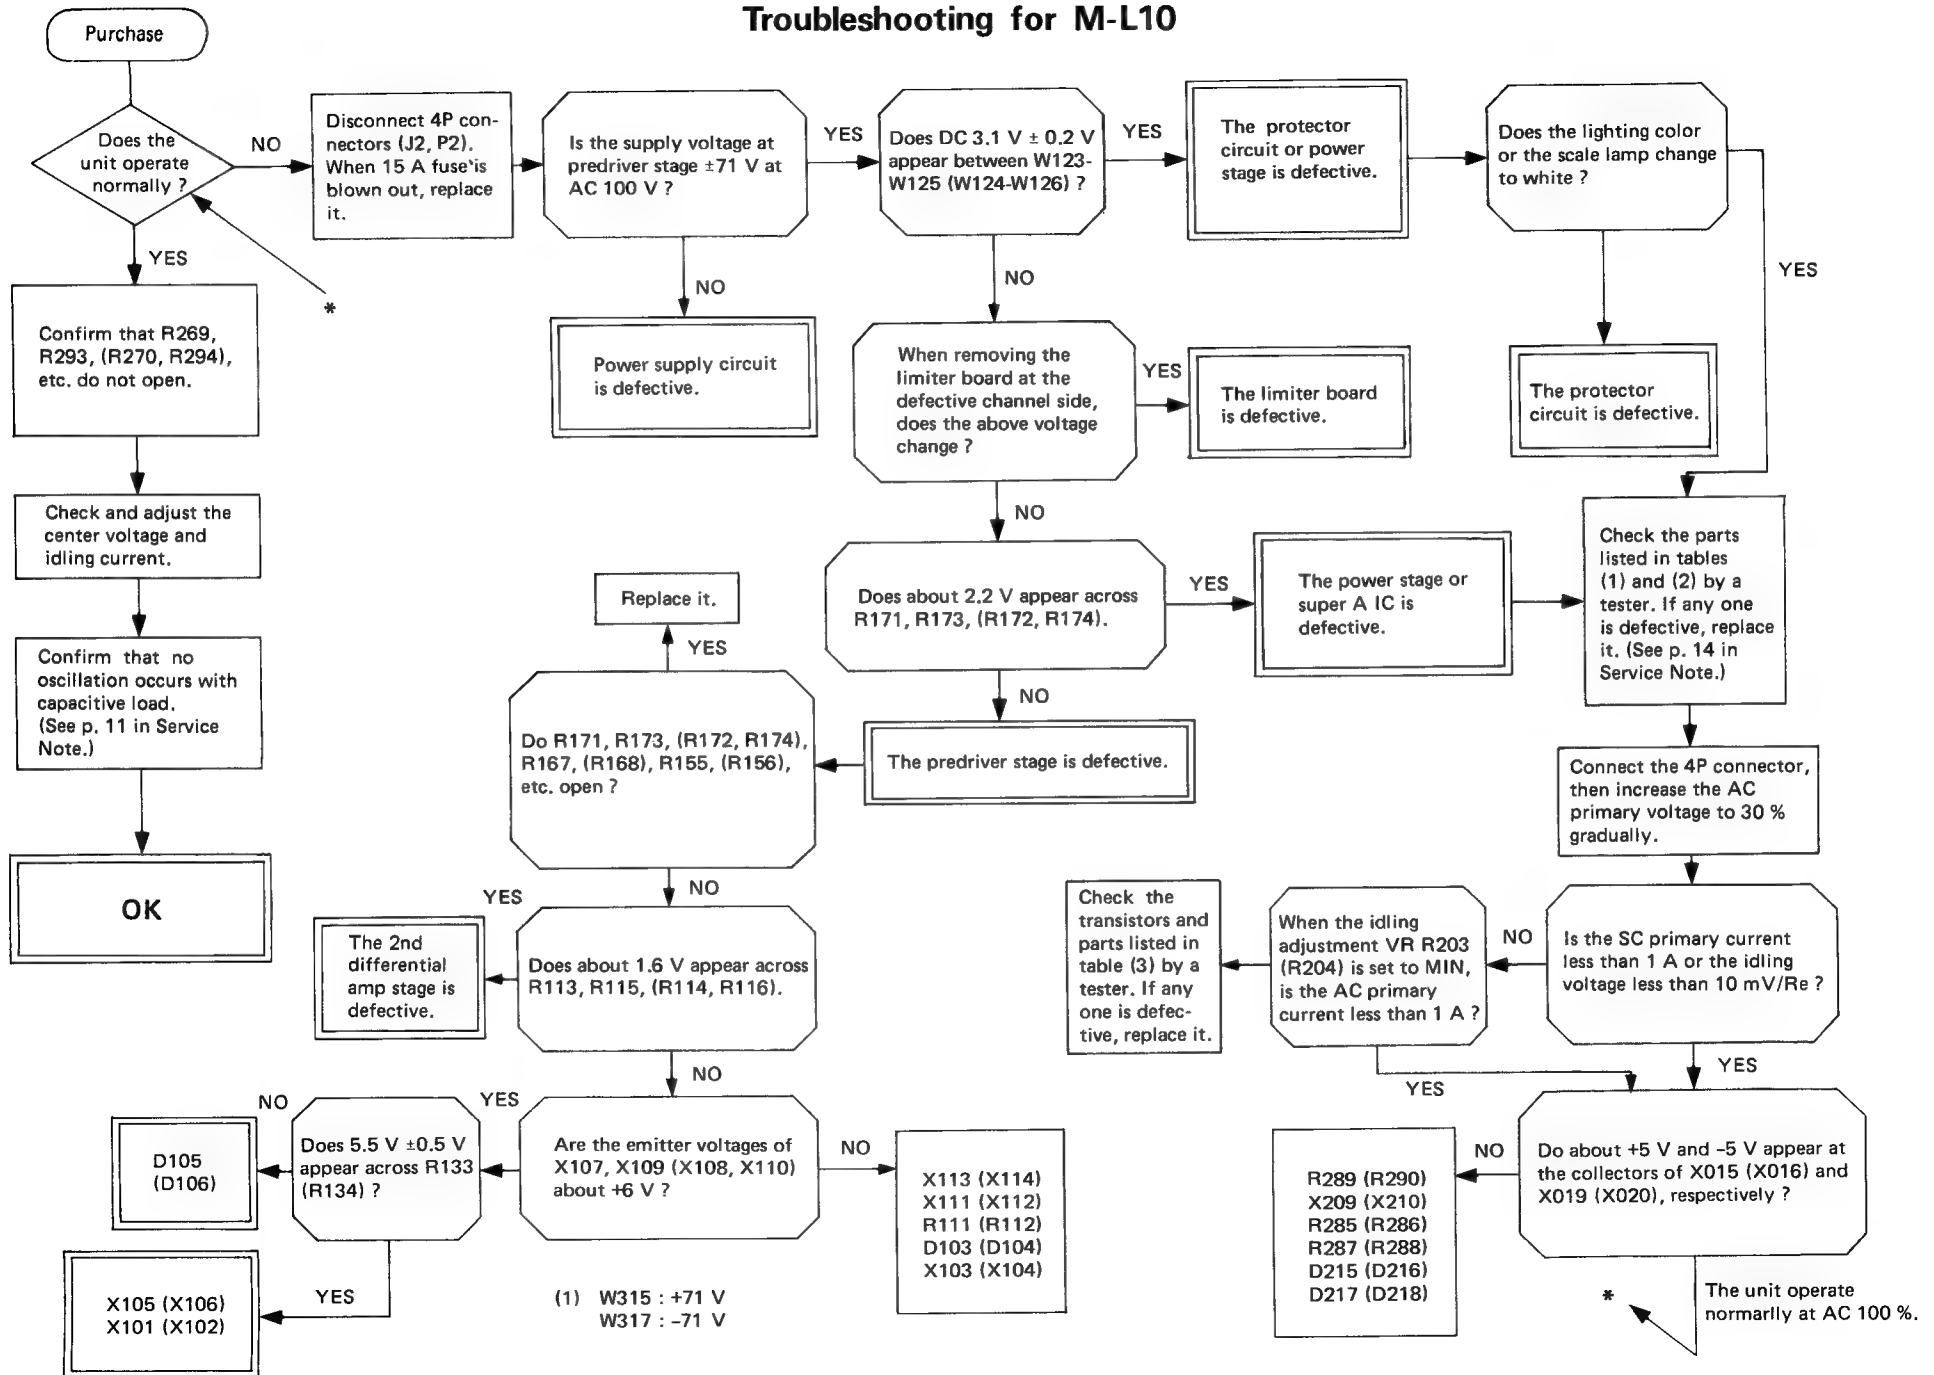 Troubleshooting for M-L10
Purchase
Does the
unit operate
normally ?
NO
YES
*
Disconnect 4P con-
nectors (J2, P2).
When 15 A fuse is
blown out, replace
it.
Is the supply voltage at
predriver stage ±71 V at
AC 100 V ?
YES
NO
Power supply circuit
is defective.
Does DC 3.1 V ± 0.2 V
appear between W123-
W125 (W124-W126) ?
YES
NO
The protector
circuit or power
stage is defective.
Does the lighting color
or the scale lamp change
to white ?
YES
The protector
circuit is defective.
When removing the
limiter board at the
defective channel side,
does the above voltage
change ?
YES
NO
The limiter board
is defective.
Does about 2.2 V appear across
R171, R173, (R172, R174).
YES
NO
The power stage or
super A IC is
defective.
Check the parts
listed in tables
(1) and (2) by a
tester. If any one
is defective, replace
it. (See p. 14 in
Service Note.)
The predriver stage is defective.
Do R171, R173, (R172, R174),
R167, (R168), R155, (R156),
etc. open ?
YES
Replace it.
NO
Does about 1.6 V appear across
R113, R115, (R114, R116).
YES
The 2nd
differential
amp stage is
defective.
NO
Are the emitter voltages of
X107, X109 (X108, X110)
about +6 V ?
YES
NO
X113 (X114)
X111 (X112)
R111 (R112)
D103 (D104)
X103 (X104)
Does 5.5 V ±0.5 V
appear across R133
(R134) ?
NO
D105
(D106)
YES
X105 (X106)
X101 (X102)
(1) W315 : +71 V
W317 : –71 V
Confirm that R269,
R293, (R270, R294),
etc. do not open.
Check and adjust the
center voltage and
idling current.
Confirm that no
oscillation occurs with
capacitive load.
(See p. 11 in Service
Note.)
OK
Connect the 4P connector,
then increase the AC
primary voltage to 30 %
gradually.
Is the SC primary current
less than 1 A or the idling
voltage less than 10 mV/Re ?
NO
YES
When the idling
adjustment VR R203
(R204) is set to MIN,
is the AC primary
current less than 1 A ?
YES
Check the
transistors and
parts listed in
table (3) by a
tester. If any
one is defec-
tive, replace it.
Do about +5 V and –5 V appear at
the collectors of X015 (X016) and
X019 (X020), respectively ?
NO
R289 (R290)
X209 (X210)
R285 (R286)
R287 (R288)
D215 (D216)
D217 (D218)
*
The unit operate
normarlly at AC 100 %.